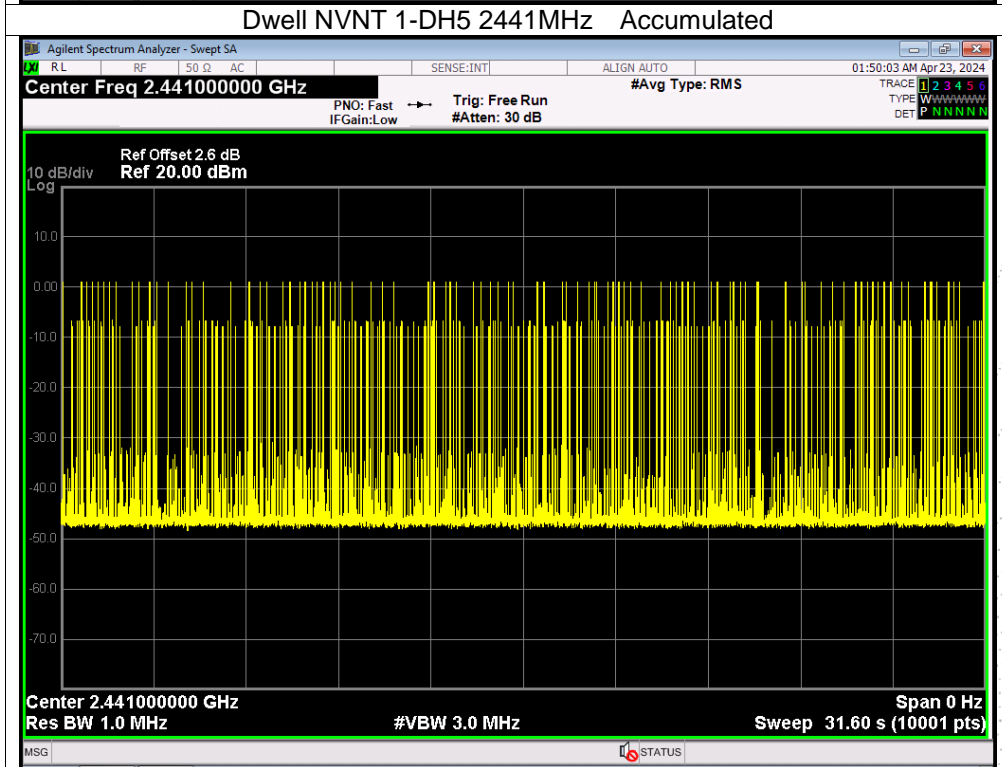 Dwell NVNT 1-DH5 2441MHz Accumulated
Agilent Spectrum Analyzer - Swept SA
LXI RL RF 50 Ω AC SENSE:INT ALIGN AUTO 01:50:03 AM Apr 23, 2024
Center Freq 2.441000000 GHz #Avg Type: RMS TRACE 1 2 3 4 5 6
PNO: Fast Trig: Free Run TYPE WWWWWW
IFGain:Low #Atten: 30 dB DET P N N N N N
Ref Offset 2.6 dB
10 dB/div Ref 20.00 dBm
Log
10.0
0.00
-10.0
-20.0
-30.0
-40.0
-50.0
-60.0
-70.0
Center 2.441000000 GHz Span 0 Hz
Res BW 1.0 MHz #VBW 3.0 MHz Sweep 31.60 s (10001 pts)
MSG STATUS